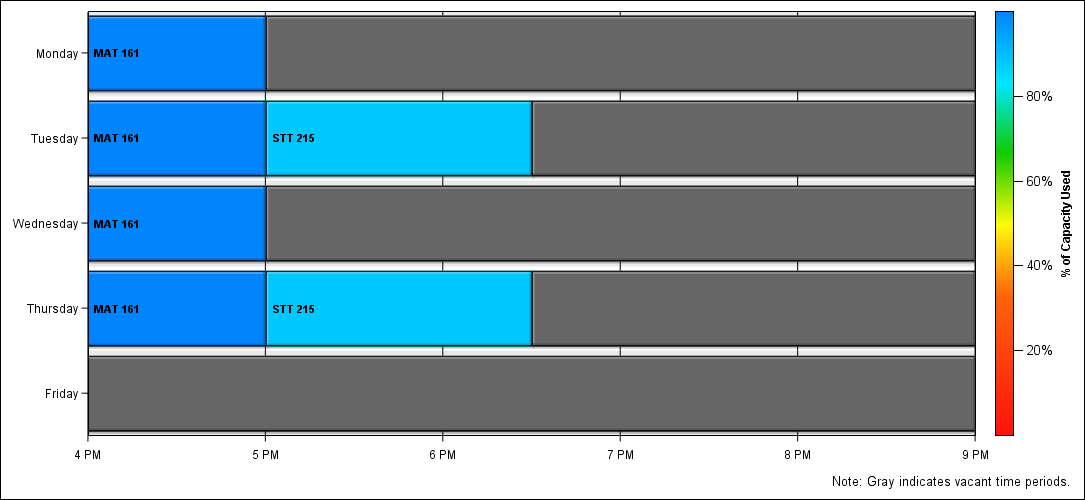 Monday
MAT 161
Tuesday
MAT 161
STT 215
Wednesday
MAT 161
Thursday
MAT 161
STT 215
Friday
4 PM
5 PM
6 PM
7 PM
8 PM
9 PM
80%
60%
40%
20%
% of Capacity Used
Note: Gray indicates vacant time periods.